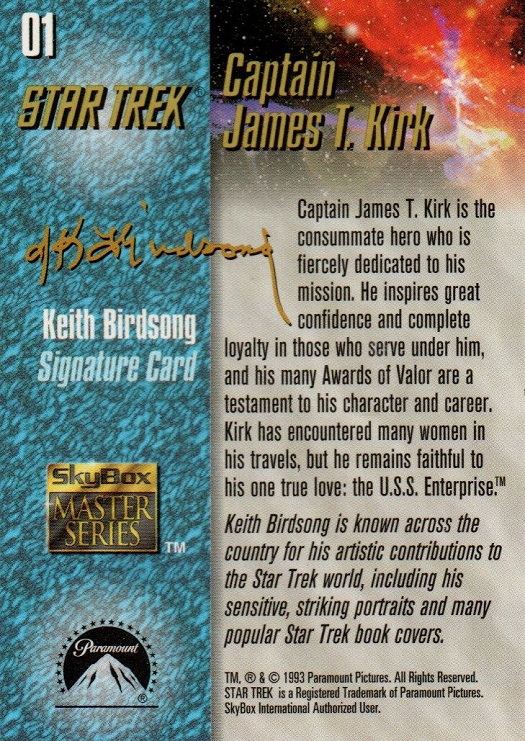 01
STAR TREK®
Captain
James T. Kirk
Captain James T. Kirk is the
consummate hero who is
fiercely dedicated to his
mission. He inspires great
confidence and complete
loyalty in those who serve under him,
and his many Awards of Valor are a
testament to his character and career.
Kirk has encountered many women in
his travels, but he remains faithful to
his one true love: the U.S.S. Enterprise.™
Keith Birdsong is known across the
country for his artistic contributions to
the Star Trek world, including his
sensitive, striking portraits and many
popular Star Trek book covers.
TM, ® & © 1993 Paramount Pictures. All Rights Reserved.
STAR TREK is a Registered Trademark of Paramount Pictures.
SkyBox International Authorized User.
Keith Birdsong
Signature Card
SkyBox
MASTER
SERIES
TM
Paramount
®